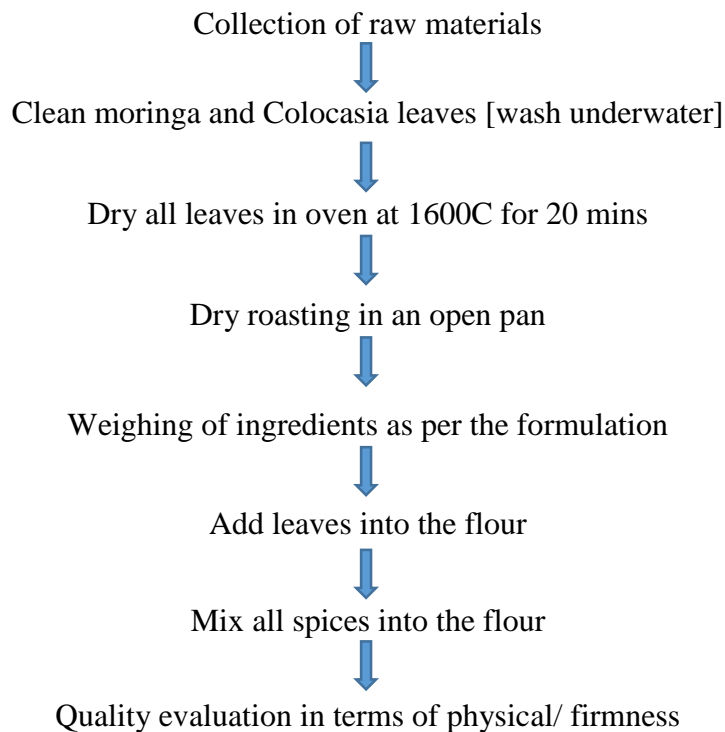 Collection of raw materials
Clean moringa and Colocasia leaves [wash underwater]
Dry all leaves in oven at 1600C for 20 mins
Dry roasting in an open pan
Weighing of ingredients as per the formulation
Add leaves into the flour
Mix all spices into the flour
Quality evaluation in terms of physical/ firmness